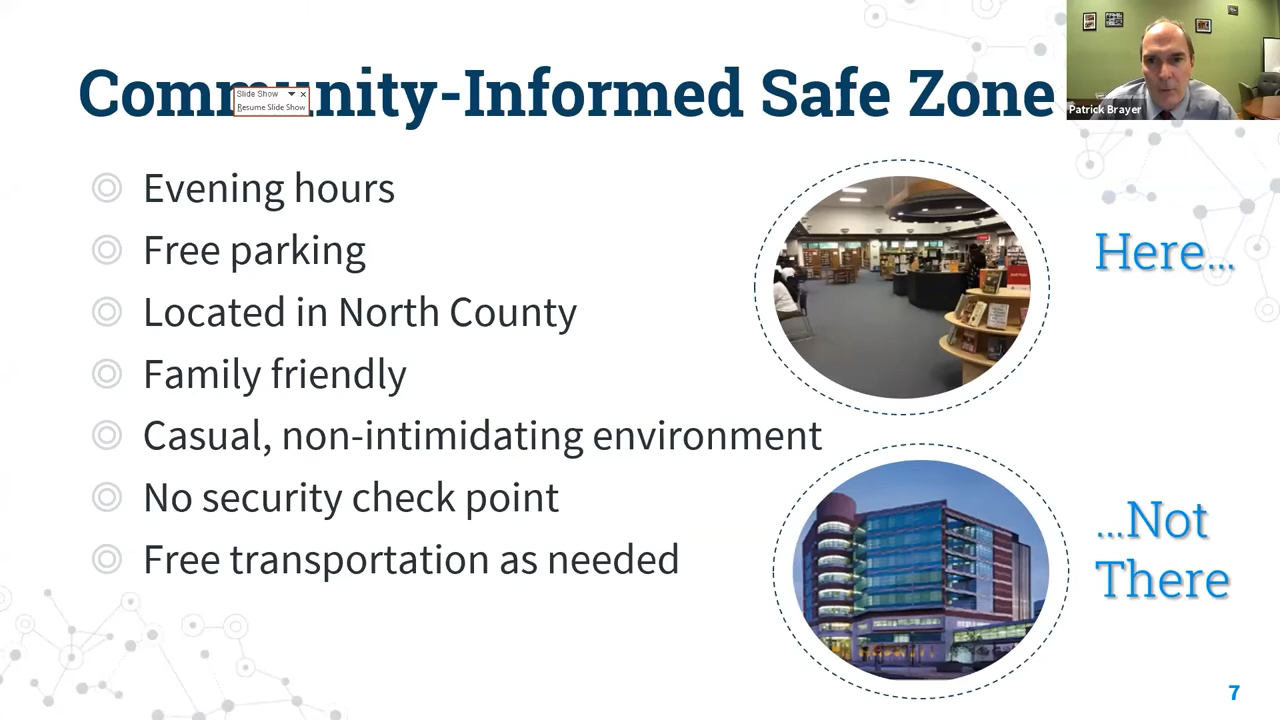 Community-Informed Safe Zone
Slide Show
Resume Slide Show
Patrick Brayer
Evening hours
Free parking
Located in North County
Family friendly
Casual, non-intimidating environment
No security check point
Free transportation as needed
Here...
...Not
There
7